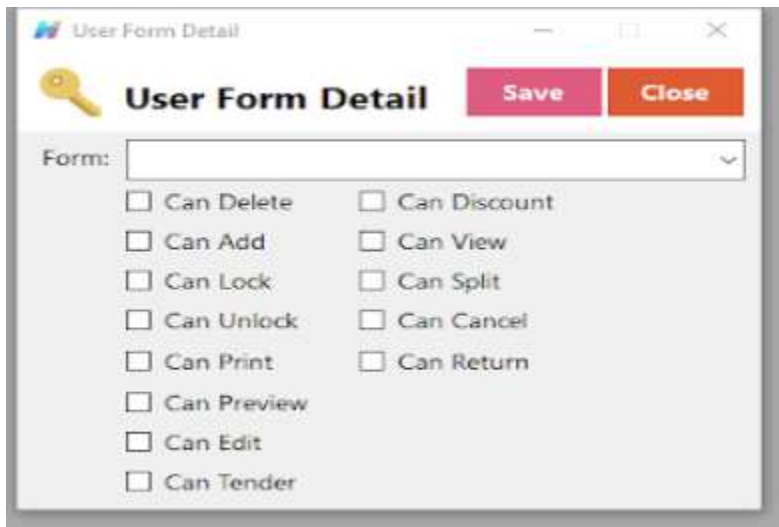 User Form Detail
User Form Detail Save Close
Form:
Can Delete Can Discount
Can Add Can View
Can Lock Can Split
Can Unlock Can Cancel
Can Print Can Return
Can Preview
Can Edit
Can Tender